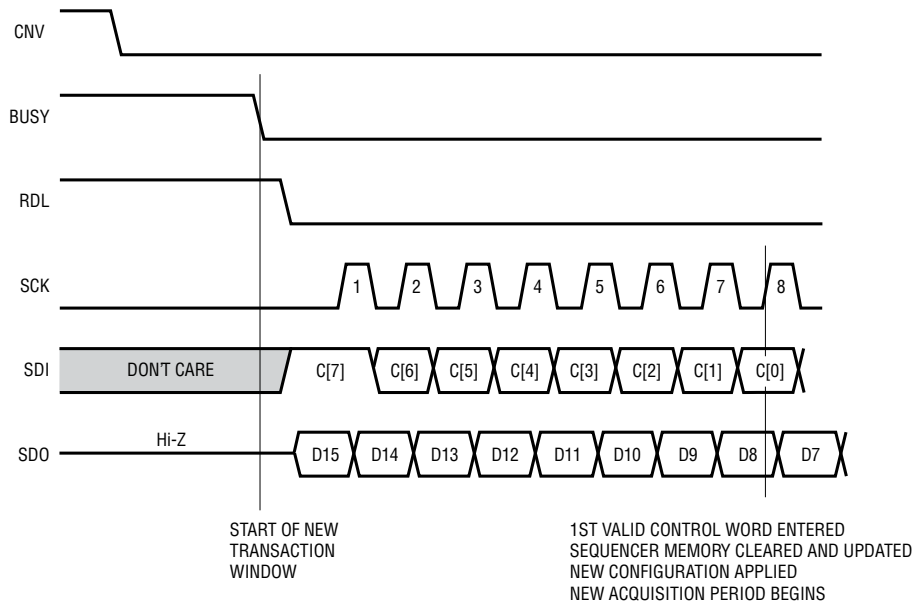 CNV
BUSY
RDL
SCK 1 2 3 4 5 6 7 8
SDI DON'T CARE C[7] C[6] C[5] C[4] C[3] C[2] C[1] C[0]
SDO Hi-Z D15 D14 D13 D12 D11 D10 D9 D8 D7
START OF NEW
TRANSACTION
WINDOW
1ST VALID CONTROL WORD ENTERED
SEQUENCER MEMORY CLEARED AND UPDATED
NEW CONFIGURATION APPLIED
NEW ACQUISITION PERIOD BEGINS